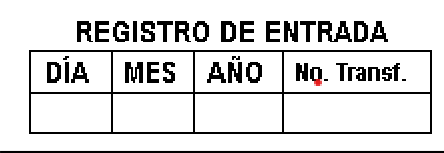 REGISTRO DE ENTRADA
DÍA MES AÑO No. Transf.